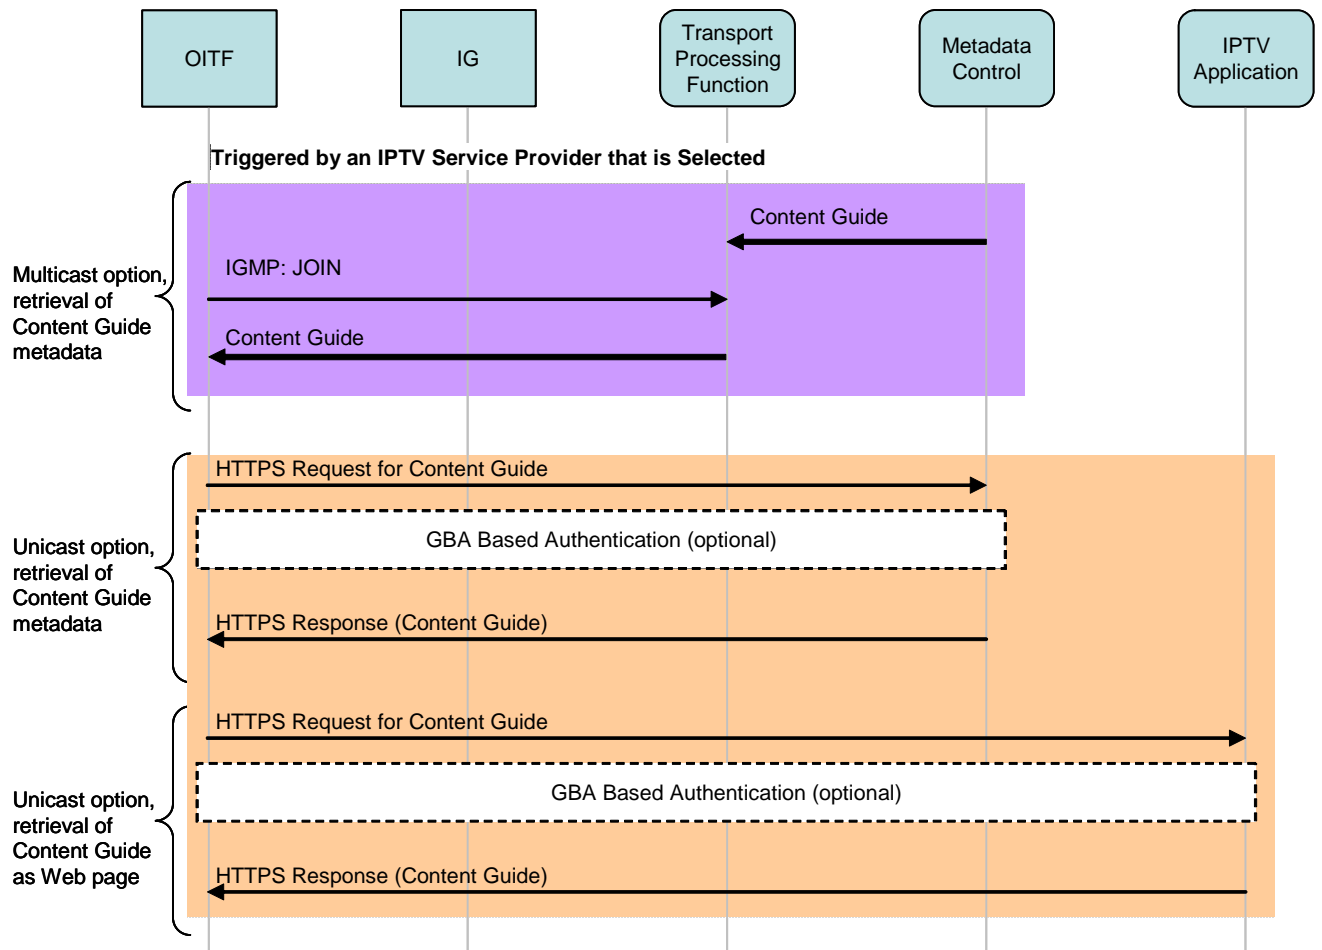 OITF
IG
Transport
Processing
Function
Metadata
Control
IPTV
Application
Triggered by an IPTV Service Provider that is Selected
Content Guide
IGMP: JOIN
Content Guide
Multicast option,
retrieval of
Content Guide
metadata
HTTPS Request for Content Guide
GBA Based Authentication (optional)
HTTPS Response (Content Guide)
Unicast option,
retrieval of
Content Guide
metadata
HTTPS Request for Content Guide
GBA Based Authentication (optional)
HTTPS Response (Content Guide)
Unicast option,
retrieval of
Content Guide
as Web page